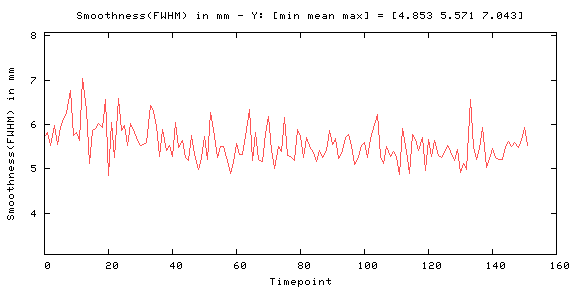 Smoothness(FWHM) in mm - Y: [min mean max] = [4.853 5.571 7.043]
8
7
6
5
4
Smoothness(FWHM) in mm
0 20 40 60 80 100 120 140 160
Timepoint